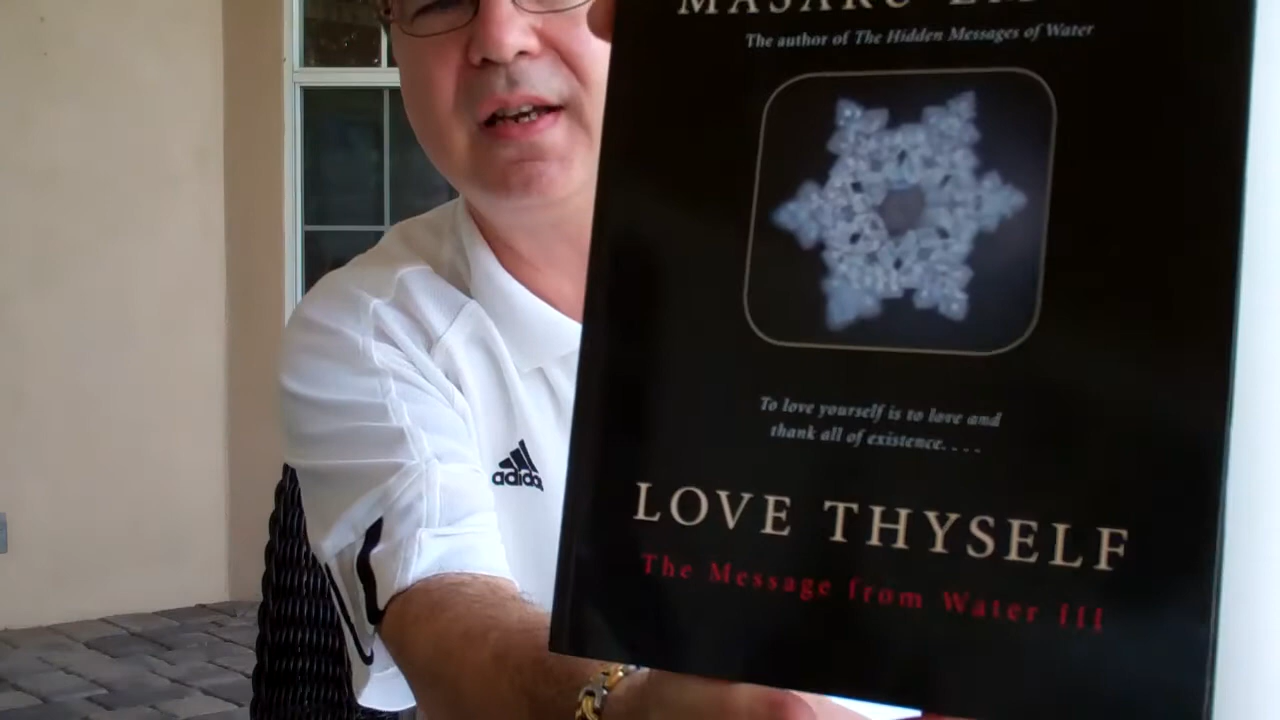 MASARU
The author of The Hidden Messages of Water
To love yourself is to love and
thank all of existence. . . .
LOVE THYSELF
The Message from Water III
adidas